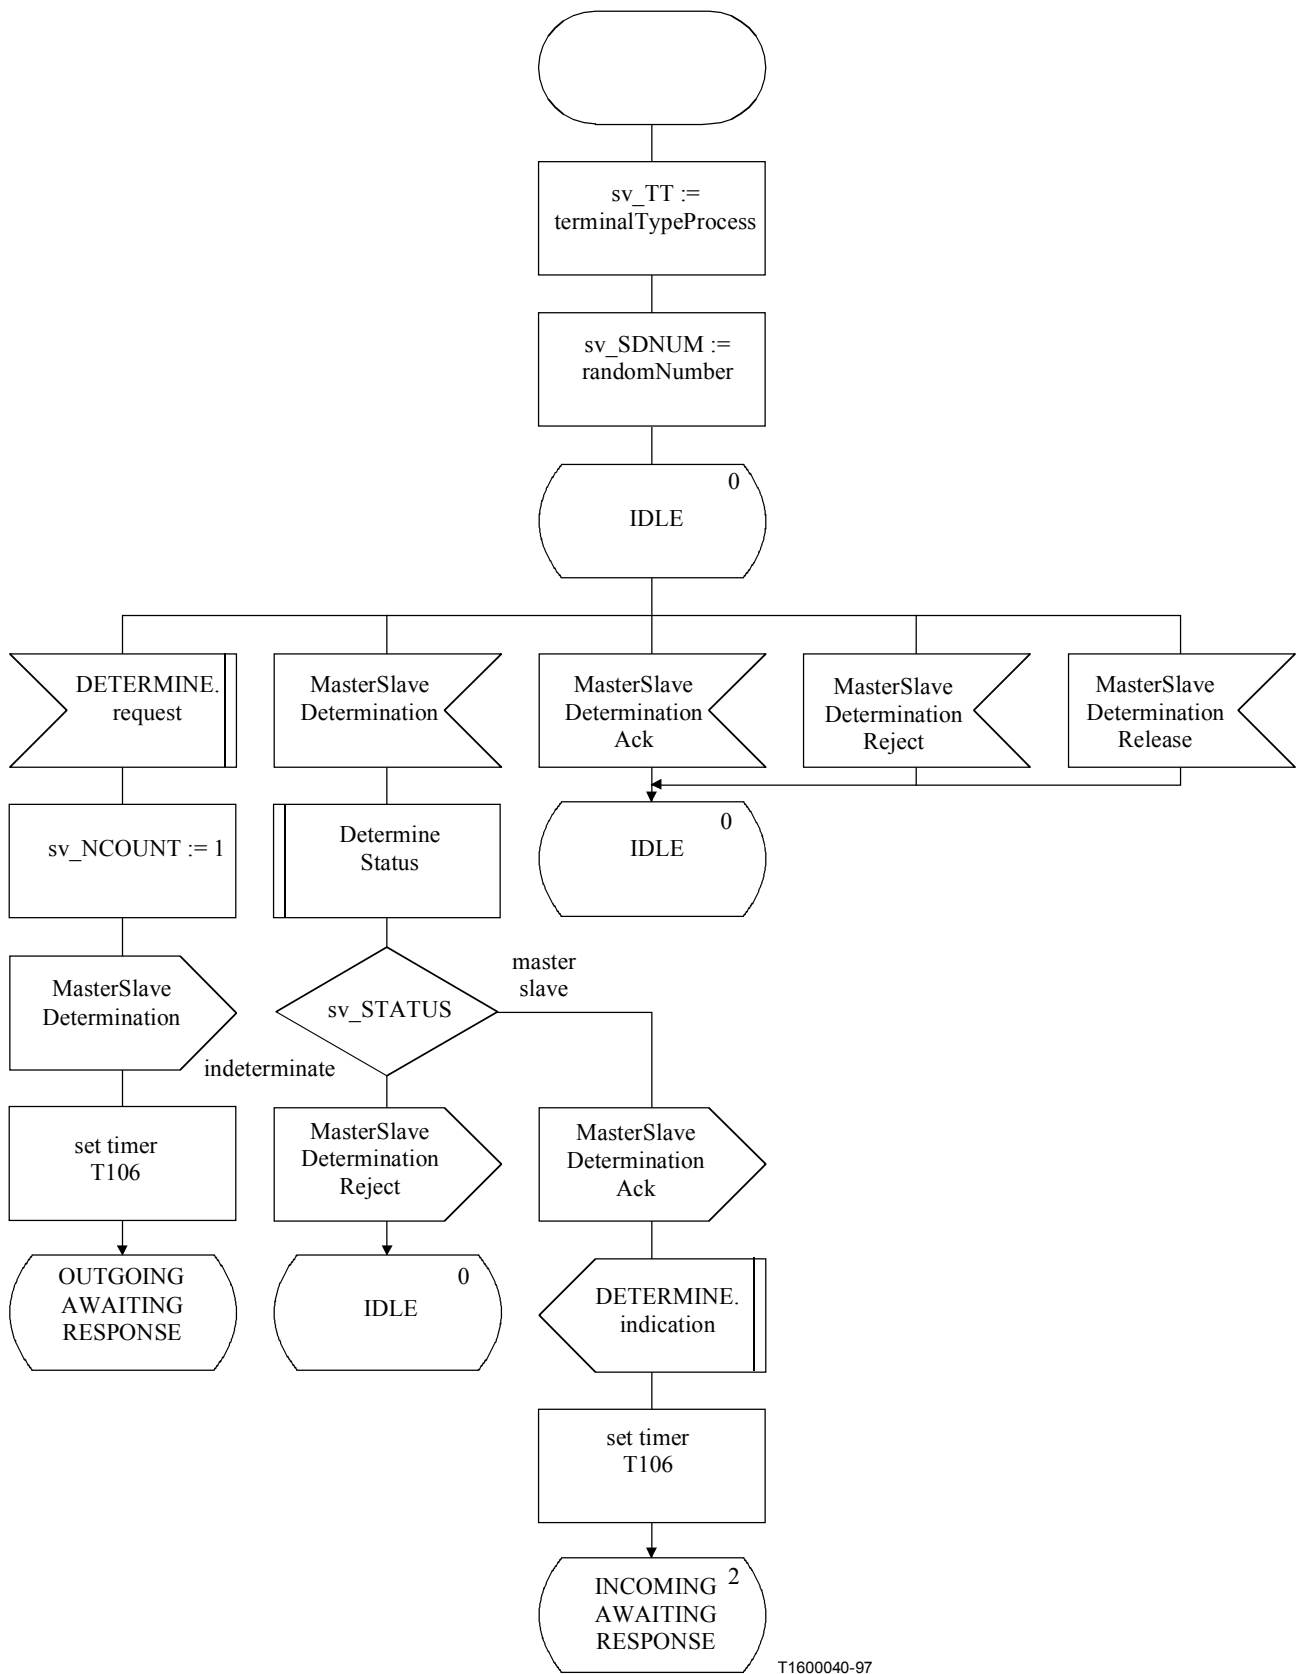 sv_TT :=
terminalTypeProcess
sv_SDNUM :=
randomNumber
0
IDLE
DETERMINE.
request
MasterSlave
Determination
MasterSlave
Determination
Ack
MasterSlave
Determination
Reject
MasterSlave
Determination
Release
sv_NCOUNT := 1
Determine
Status
0
IDLE
MasterSlave
Determination
sv_STATUS
master
slave
indeterminate
set timer
T106
MasterSlave
Determination
Reject
MasterSlave
Determination
Ack
OUTGOING
AWAITING
RESPONSE
0
IDLE
DETERMINE.
indication
set timer
T106
2
INCOMING
AWAITING
RESPONSE
T1600040-97